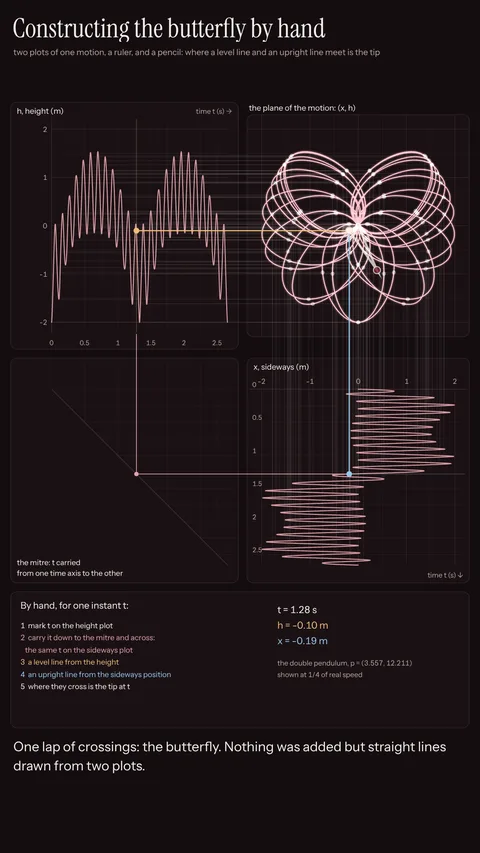 Constructing the butterfly by hand
two plots of one motion, a ruler, and a pencil: where a level line and an upright line meet is the tip
h, height (m)
time t (s) →
2
1
0
-1
-2
0 0.5 1 1.5 2 2.5
the plane of the motion: (x, h)
x, sideways (m)
-2 -1 0 1 2
0
0.5
1
1.5
2
2.5
time t (s) ↓
the mitre: t carried
from one time axis to the other
By hand, for one instant t:
1 mark t on the height plot
2 carry it down to the mitre and across:
the same t on the sideways plot
3 a level line from the height
4 an upright line from the sideways position
5 where they cross is the tip at t
t = 1.28 s
h = −0.10 m
x = −0.19 m
the double pendulum, p = (3.557, 12.211)
shown at 1/4 of real speed
One lap of crossings: the butterfly. Nothing was added but straight lines
drawn from two plots.